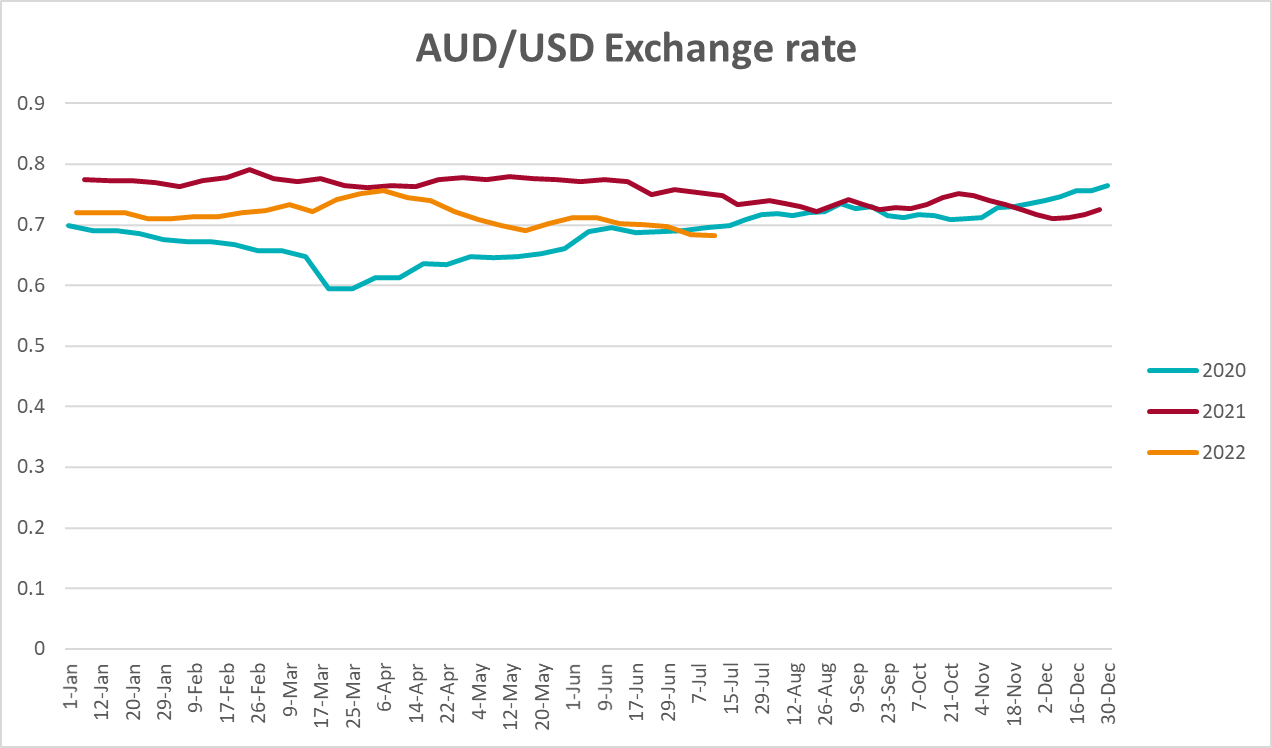 AUD/USD Exchange rate
0.9
0.8
0.7
0.6
0.5
0.4
0.3
0.2
0.1
0
1-Jan
12-Jan
20-Jan
29-Jan
9-Feb
17-Feb
26-Feb
9-Mar
17-Mar
25-Mar
6-Apr
14-Apr
22-Apr
4-May
12-May
20-May
1-Jun
9-Jun
17-Jun
29-Jun
7-Jul
15-Jul
29-Jul
12-Aug
26-Aug
9-Sep
23-Sep
7-Oct
21-Oct
4-Nov
18-Nov
2-Dec
16-Dec
30-Dec
2020
2021
2022